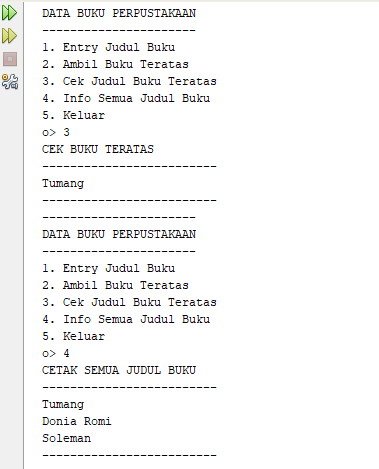 DATA BUKU PERPUSTAKAAN
----------------------
1. Entry Judul Buku
2. Ambil Buku Teratas
3. Cek Judul Buku Teratas
4. Info Semua Judul Buku
5. Keluar
o> 3
CEK BUKU TERATAS
-------------------------
Tumang
-------------------------
----------------------
DATA BUKU PERPUSTAKAAN
----------------------
1. Entry Judul Buku
2. Ambil Buku Teratas
3. Cek Judul Buku Teratas
4. Info Semua Judul Buku
5. Keluar
o> 4
CETAK SEMUA JUDUL BUKU
-------------------------
Tumang
Donia Romi
Soleman
-------------------------